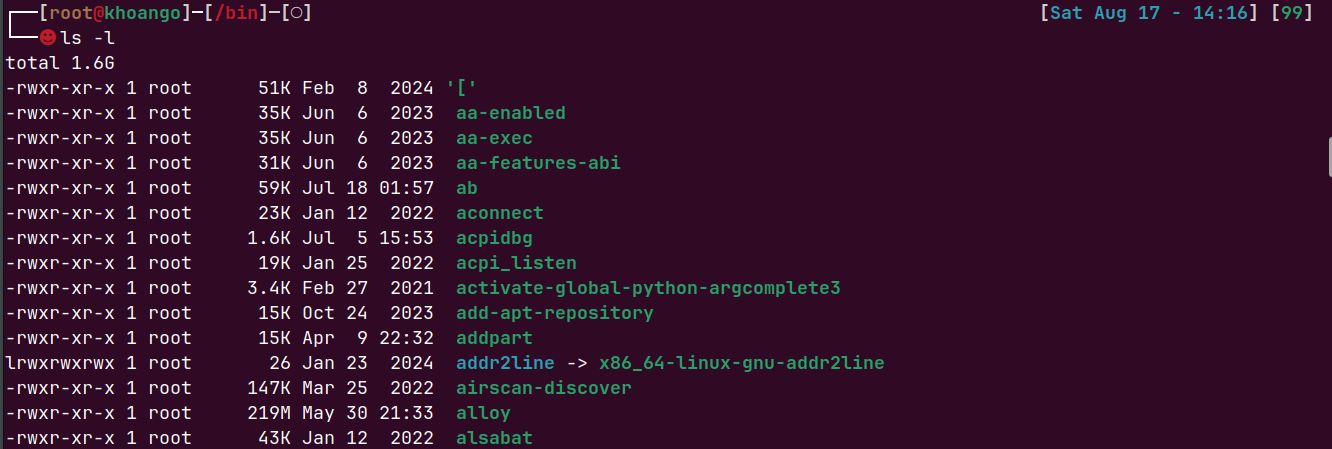 ┌──[root@khoango]─[/bin]─[○] [Sat Aug 17 - 14:16] [99]
└──☻ls -l
total 1.6G
-rwxr-xr-x 1 root      51K Feb  8  2024 '['
-rwxr-xr-x 1 root      35K Jun  6  2023  aa-enabled
-rwxr-xr-x 1 root      35K Jun  6  2023  aa-exec
-rwxr-xr-x 1 root      31K Jun  6  2023  aa-features-abi
-rwxr-xr-x 1 root      59K Jul 18 01:57  ab
-rwxr-xr-x 1 root      23K Jan 12  2022  aconnect
-rwxr-xr-x 1 root     1.6K Jul  5 15:53  acpidbg
-rwxr-xr-x 1 root      19K Jan 25  2022  acpi_listen
-rwxr-xr-x 1 root     3.4K Feb 27  2021  activate-global-python-argcomplete3
-rwxr-xr-x 1 root      15K Oct 24  2023  add-apt-repository
-rwxr-xr-x 1 root      15K Apr  9 22:32  addpart
lrwxrwxrwx 1 root       26 Jan 23  2024  addr2line -> x86_64-linux-gnu-addr2line
-rwxr-xr-x 1 root     147K Mar 25  2022  airscan-discover
-rwxr-xr-x 1 root     219M May 30 21:33  alloy
-rwxr-xr-x 1 root      43K Jan 12  2022  alsabat